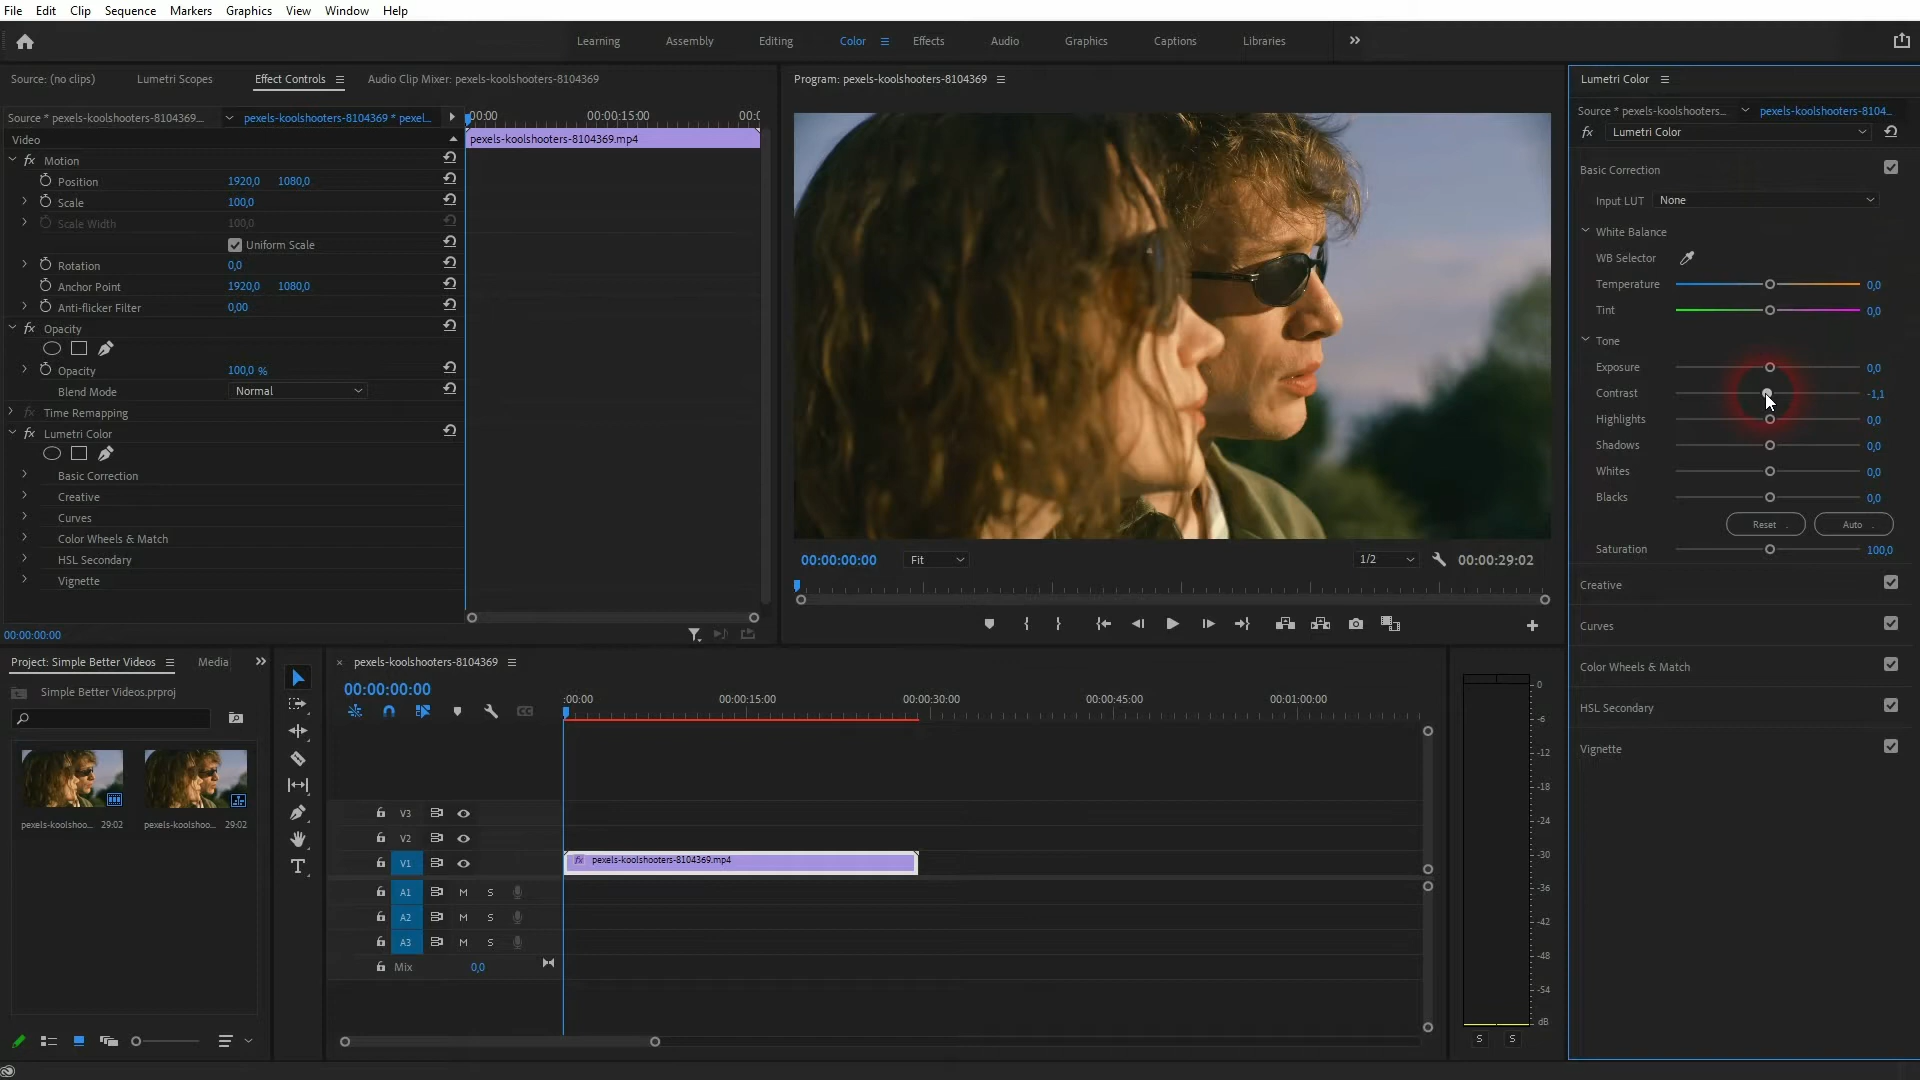 File Edit Clip Sequence Markers Graphics View Window Help
Learning Assembly Editing Color Effects Audio Graphics Captions Libraries
Source: (no clips) Lumetri Scopes Effect Controls Audio Clip Mixer: pexels-koolshooters-8104369
Source * pexels-koolshooters-8104369... pexels-koolshooters-8104369 * pexel...
:00:00 00:00:15:00 00:(
Video
pexels-koolshooters-8104369.mp4
fx Motion
Position 1920,0 1080,0
Scale 100,0
Scale Width 100,0
Uniform Scale
Rotation 0,0
Anchor Point 1920,0 1080,0
Anti-flicker Filter 0,00
fx Opacity
Opacity 100,0 %
Blend Mode Normal
fx Time Remapping
fx Lumetri Color
Basic Correction
Creative
Curves
Color Wheels & Match
HSL Secondary
Vignette
00:00:00:00
Program: pexels-koolshooters-8104369
00:00:00:00 Fit 1/2 00:00:29:02
Lumetri Color
Source * pexels-koolshooters... pexels-koolshooters-8104...
fx Lumetri Color
Basic Correction
Input LUT None
White Balance
WB Selector
Temperature 0,0
Tint 0,0
Tone
Exposure 0,0
Contrast -1,1
Highlights 0,0
Shadows 0,0
Whites 0,0
Blacks 0,0
Reset Auto
Saturation 100,0
Creative
Curves
Color Wheels & Match
HSL Secondary
Vignette
Project: Simple Better Videos Media
Simple Better Videos.prproj
pexels-koolshoo... 29:02 pexels-koolshoo... 29:02
pexels-koolshooters-8104369
00:00:00:00
:00:00 00:00:15:00 00:00:30:00 00:00:45:00 00:01:00:00
CC
V3
V2
V1 fx pexels-koolshooters-8104369.mp4
A1 M S
A2 M S
A3 M S
Mix 0,0
T
0
-6
-12
-18
-24
-30
-36
-42
-48
-54
dB
S S